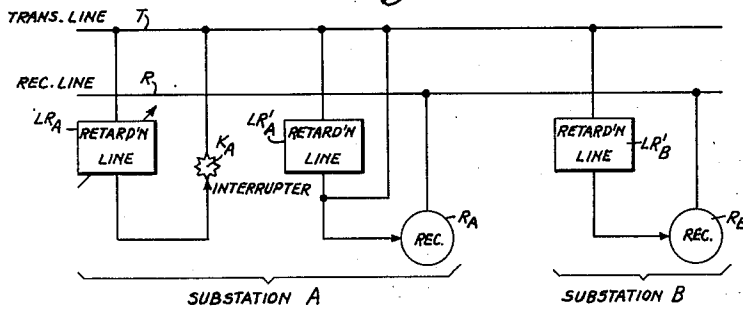 TRANS. LINE T
REC. LINE R
LRA RETARD'N LINE
KA
INTERRUPTER
LR'A RETARD'N LINE
REC. RA
RETARD'N LINE LR'B
REC. RB
SUBSTATION A
SUBSTATION B